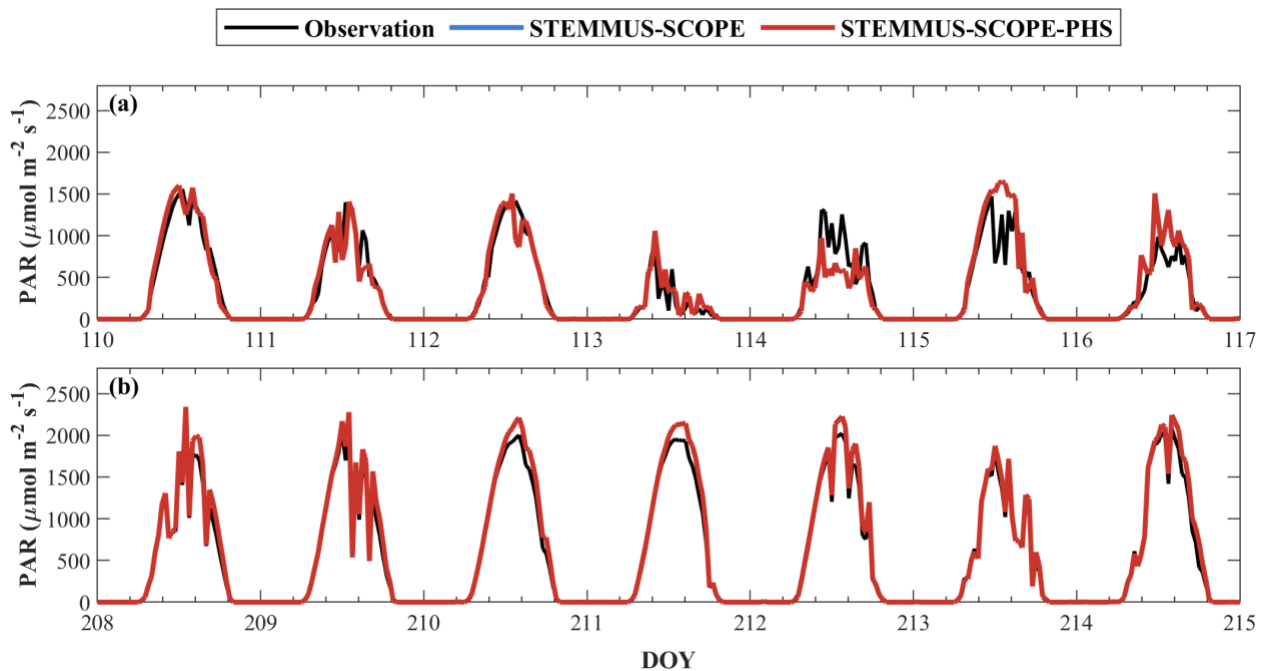 Observation STEMMUS-SCOPE STEMMUS-SCOPE-PHS
(a)
PAR (μmol m⁻² s⁻¹)
2500
2000
1500
1000
500
0
110 111 112 113 114 115 116 117
(b)
PAR (μmol m⁻² s⁻¹)
2500
2000
1500
1000
500
0
208 209 210 211 212 213 214 215
DOY